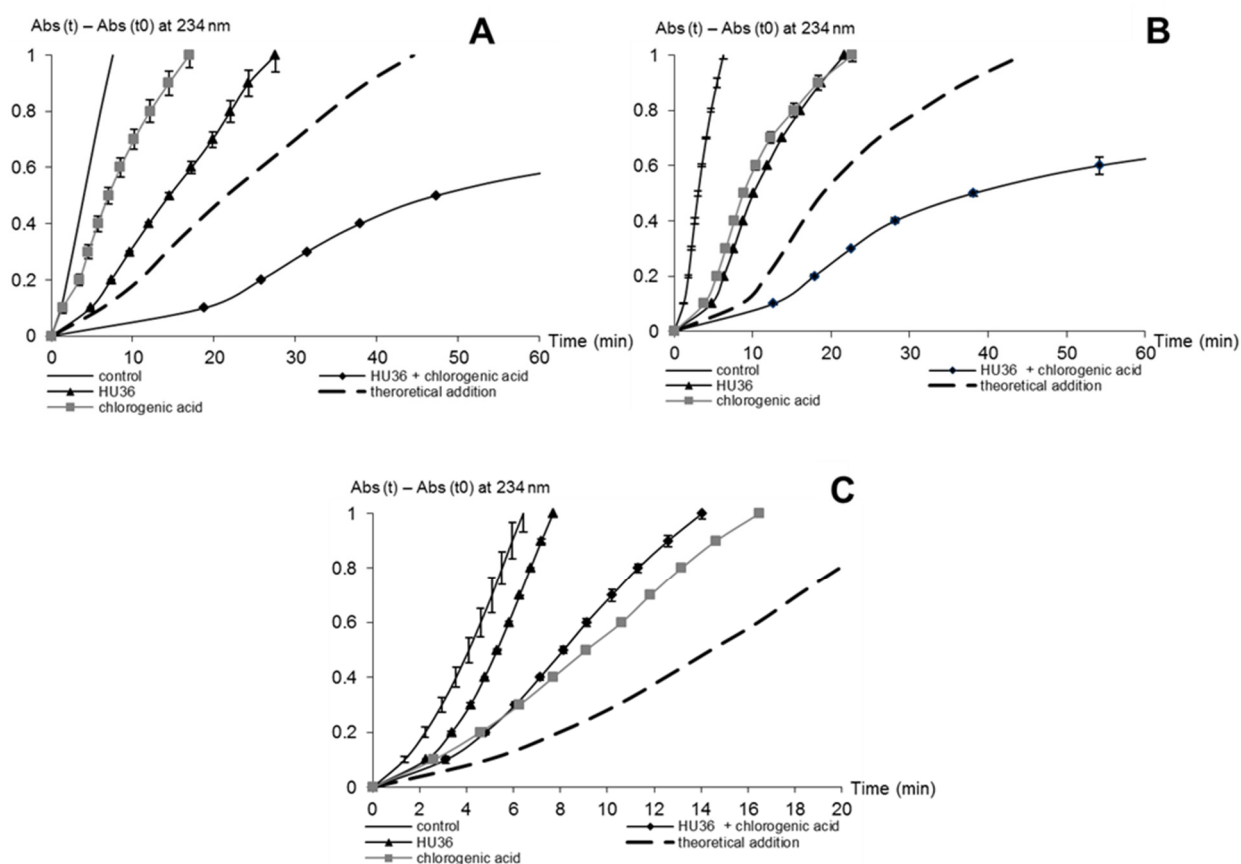 Abs (t) – Abs (t0) at 234 nm
A
1
0.8
0.6
0.4
0.2
0
0 10 20 30 40 50 60
Time (min)
control
HU36
chlorogenic acid
HU36 + chlorogenic acid
theroretical addition
Abs (t) – Abs (t0) at 234 nm
B
1
0.8
0.6
0.4
0.2
0
0 10 20 30 40 50 60
Time (min)
control
HU36
chlorogenic acid
HU36 + chlorogenic acid
theoretical addition
Abs (t) – Abs (t0) at 234 nm
C
1
0.8
0.6
0.4
0.2
0
0 2 4 6 8 10 12 14 16 18 20
Time (min)
control
HU36
chlorogenic acid
HU36 + chlorogenic acid
theoretical addition